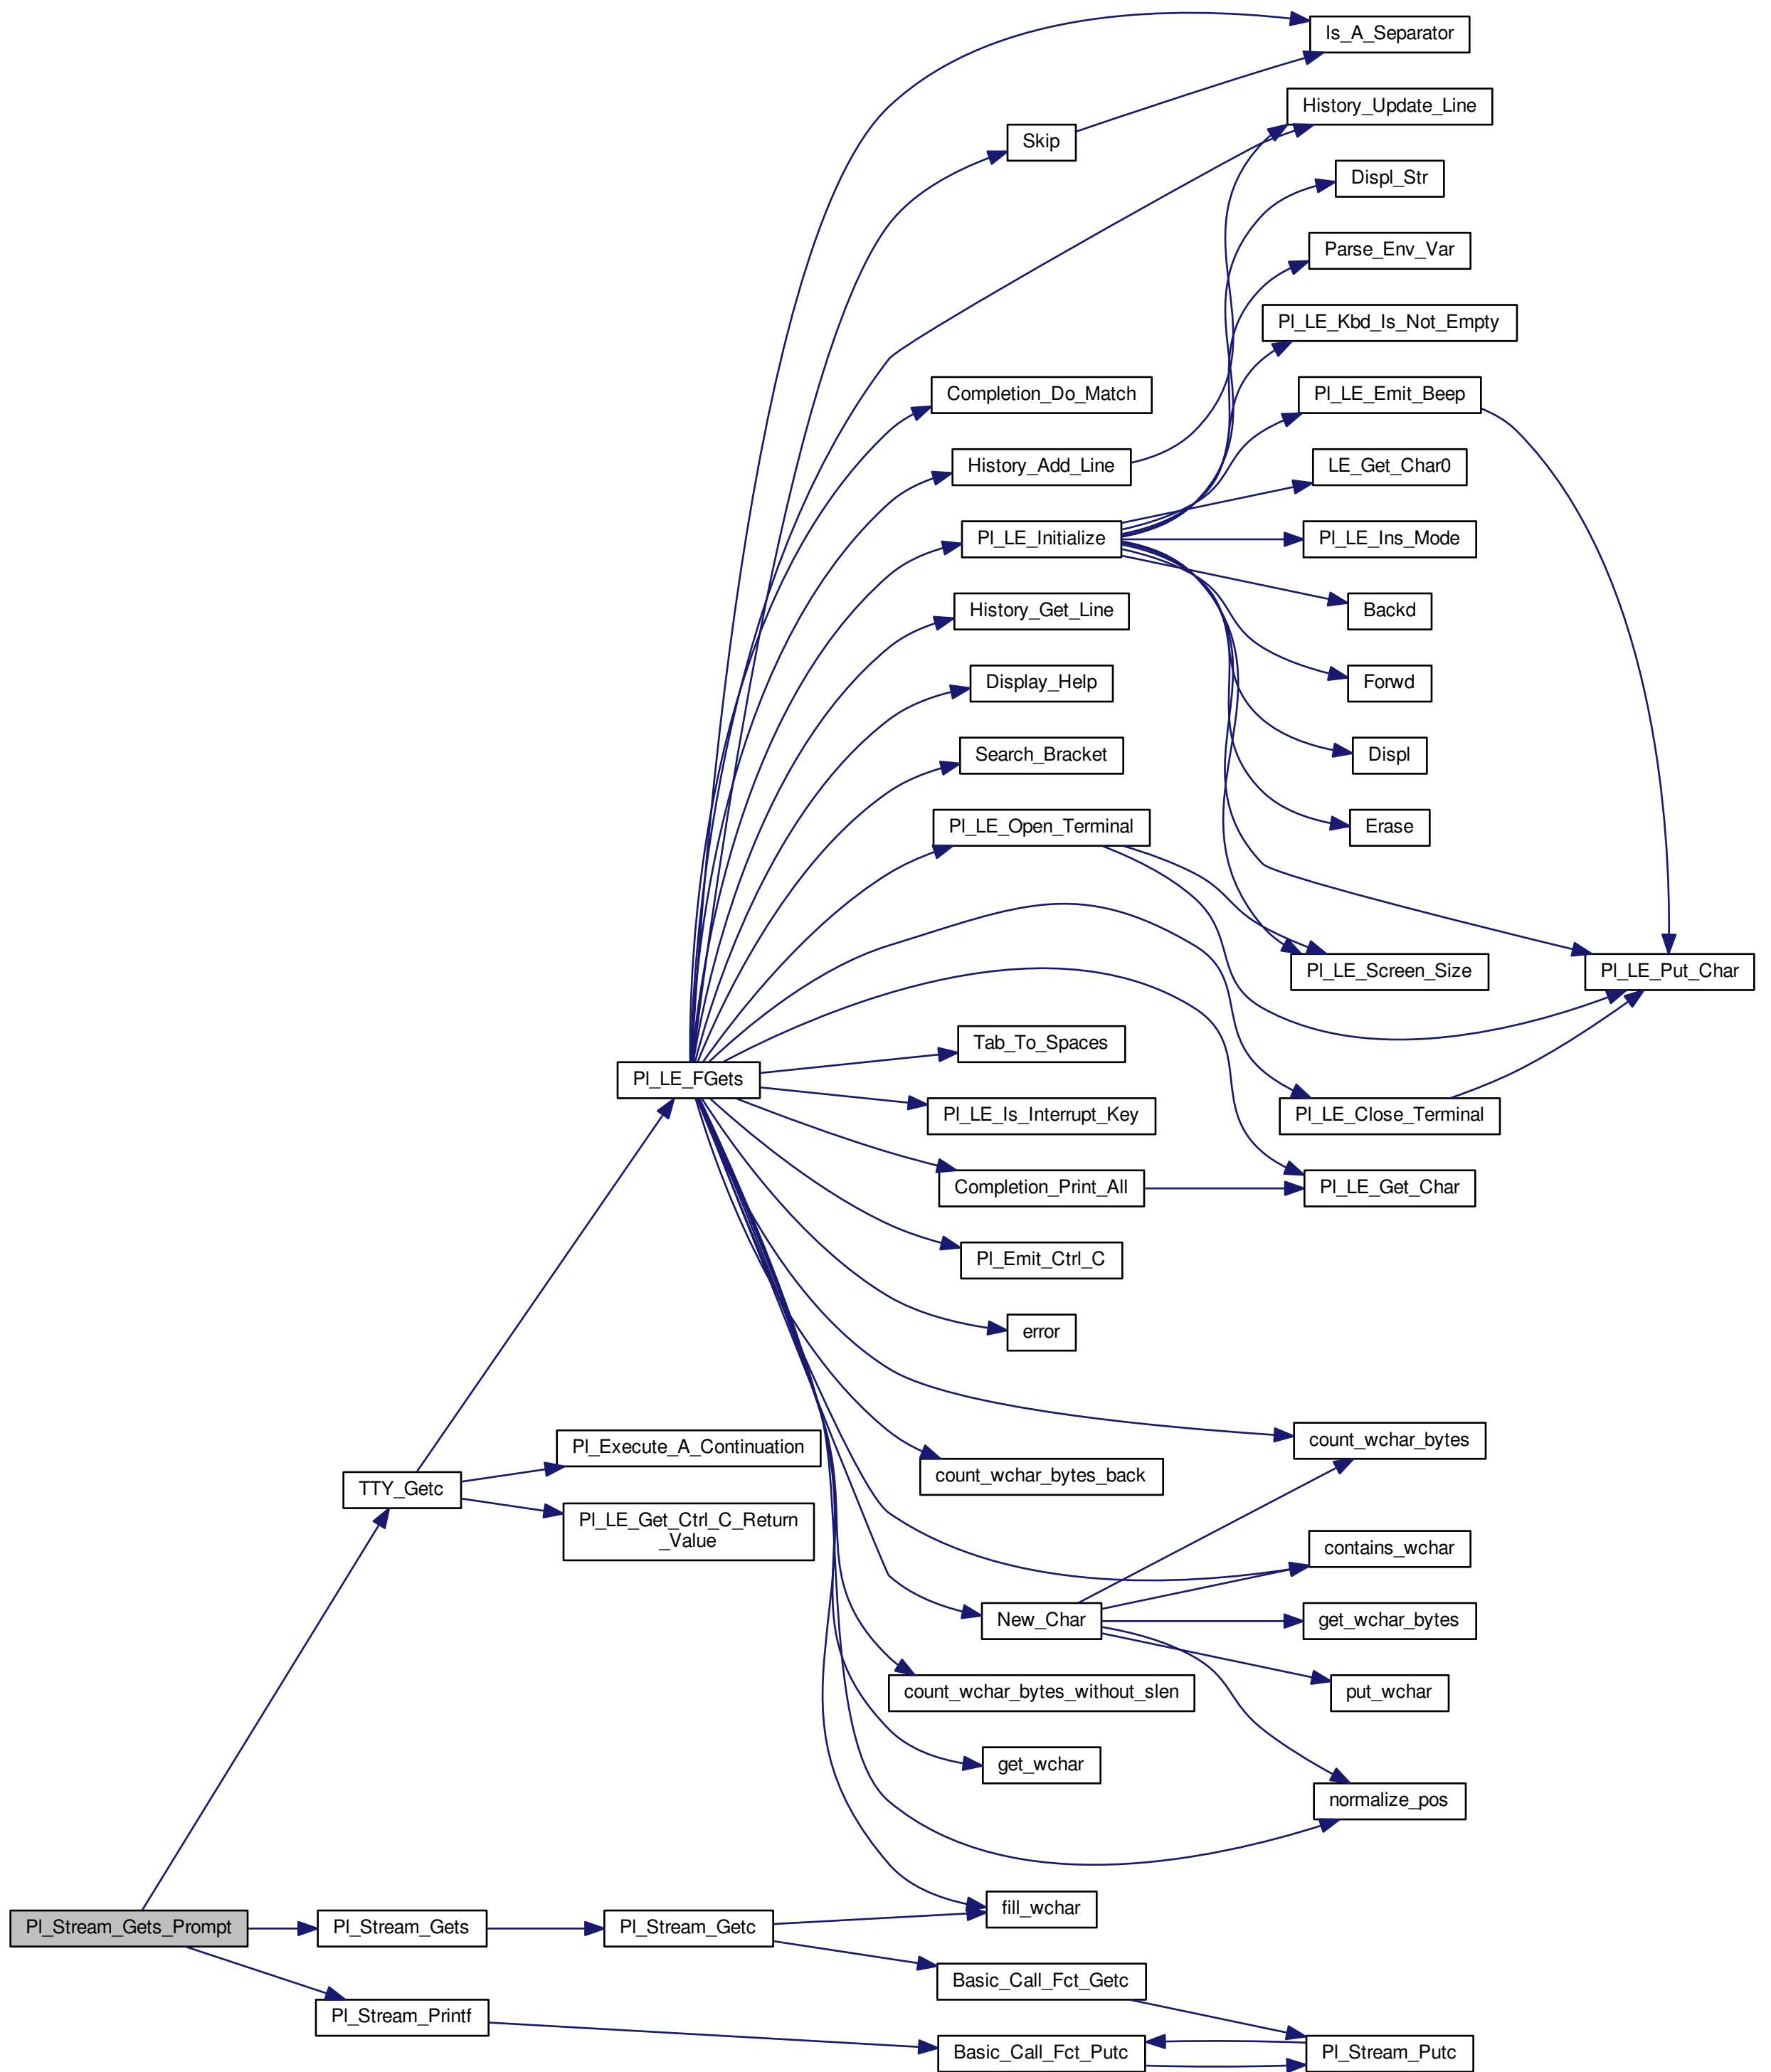 Is_A_Separator
History_Update_Line
Skip
Displ_Str
Parse_Env_Var
Pl_LE_Kbd_Is_Not_Empty
Completion_Do_Match
Pl_LE_Emit_Beep
History_Add_Line
LE_Get_Char0
Pl_LE_Initialize
Pl_LE_Ins_Mode
History_Get_Line
Backd
Display_Help
Forwd
Search_Bracket
Displ
Pl_LE_Open_Terminal
Erase
Pl_LE_Screen_Size
Pl_LE_Put_Char
Tab_To_Spaces
Pl_LE_FGets
Pl_LE_Is_Interrupt_Key
Pl_LE_Close_Terminal
Completion_Print_All
Pl_LE_Get_Char
Pl_Emit_Ctrl_C
error
Pl_Execute_A_Continuation
count_wchar_bytes
TTY_Getc
count_wchar_bytes_back
Pl_LE_Get_Ctrl_C_Return
_Value
contains_wchar
New_Char
get_wchar_bytes
count_wchar_bytes_without_slen
put_wchar
get_wchar
normalize_pos
fill_wchar
Pl_Stream_Gets_Prompt
Pl_Stream_Gets
Pl_Stream_Getc
Basic_Call_Fct_Getc
Pl_Stream_Printf
Basic_Call_Fct_Putc
Pl_Stream_Putc